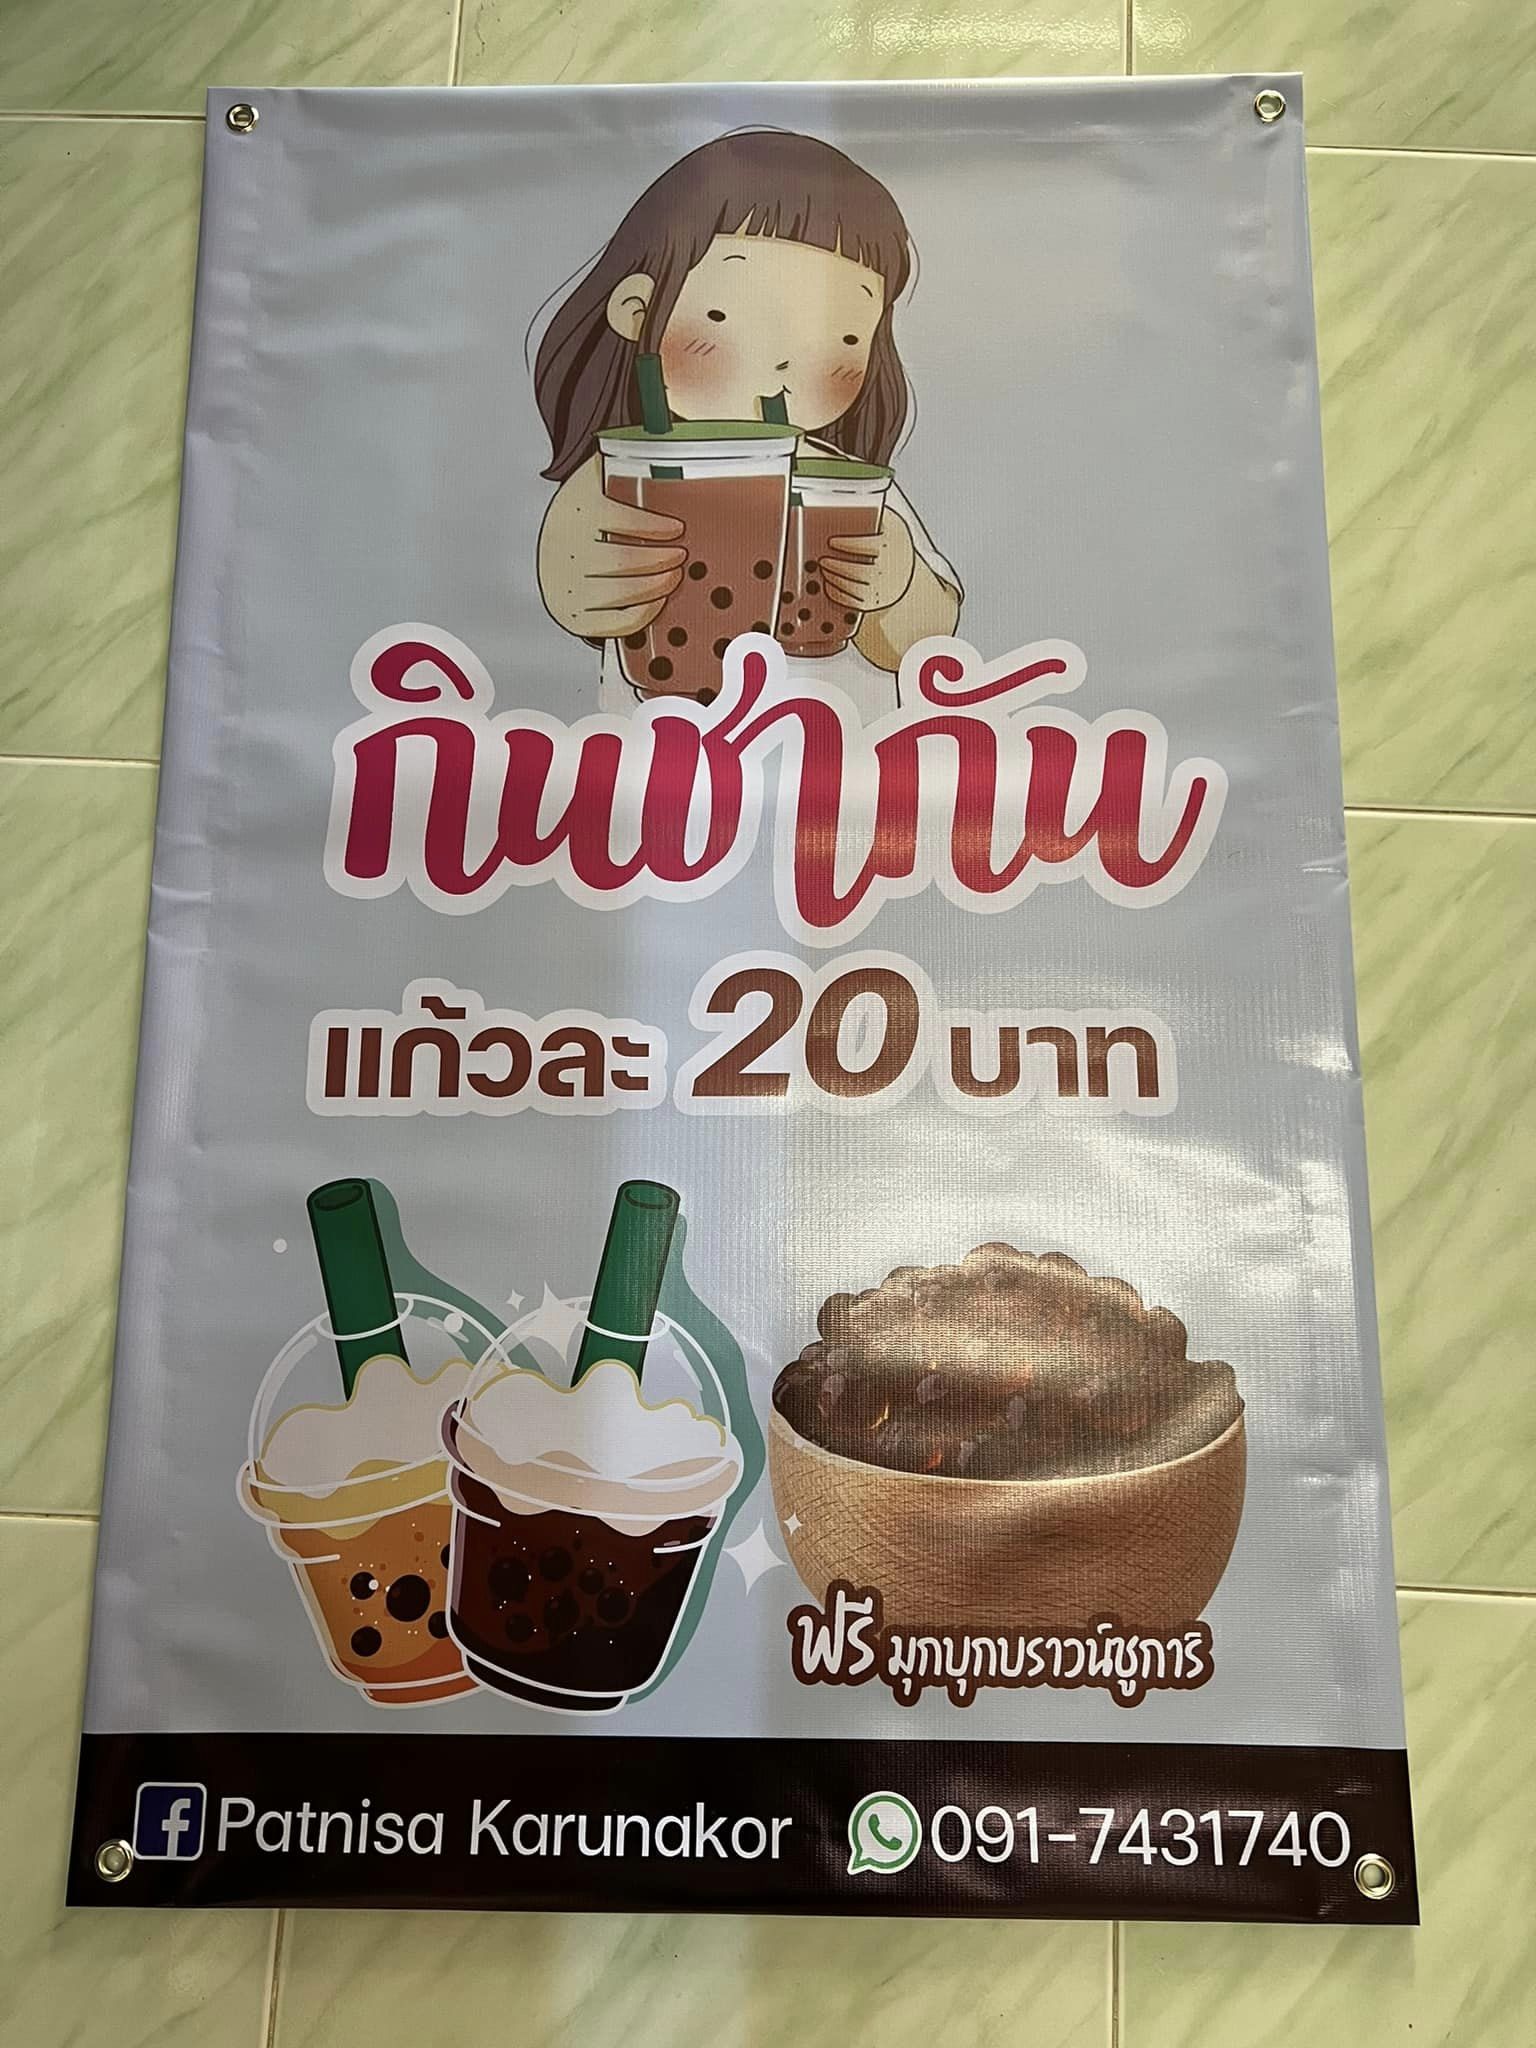 กินชากัน
แก้วละ 20 บาท
ฟรี มุกบุกบราวน์ชูการ์
Patnisa Karunakor 091-7431740